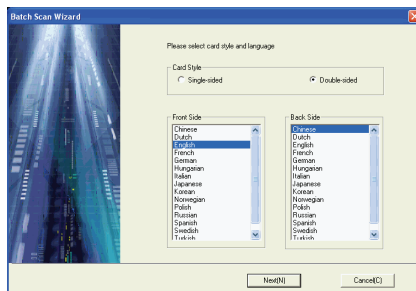 Batch Scan Wizard
Please select card style and language
Card Style
Single-sided
Double-sided
Front Side
Chinese
Dutch
English
French
German
Hungarian
Italian
Japanese
Korean
Norwegian
Polish
Russian
Spanish
Swedish
Turkish
Back Side
Chinese
Dutch
English
French
German
Hungarian
Italian
Japanese
Korean
Norwegian
Polish
Russian
Spanish
Swedish
Turkish
Next(N)
Cancel(C)